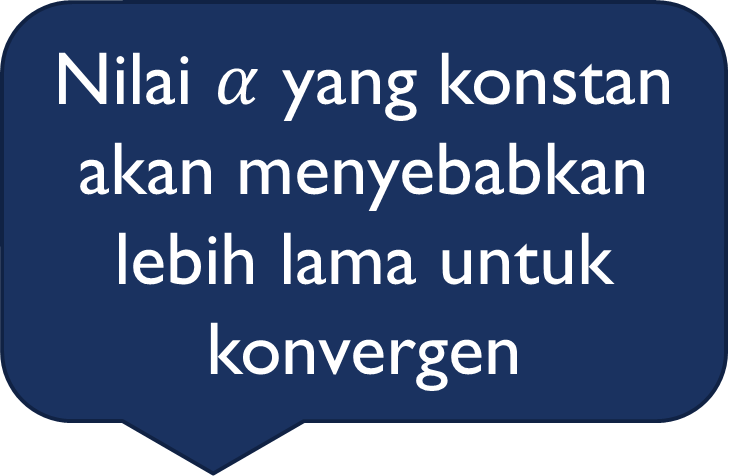 Nilai 𝛼 yang konstan
akan menyebabkan
lebih lama untuk
konvergen